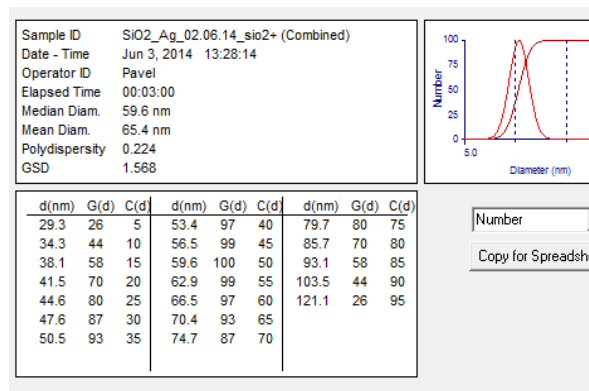 Sample ID SiO2_Ag_02.06.14_sio2+ (Combined)
Date - Time Jun 3, 2014 13:28:14
Operator ID Pavel
Elapsed Time 00:03:00
Median Diam. 59.6 nm
Mean Diam. 65.4 nm
Polydispersity 0.224
GSD 1.568
100
75
50
25
0
Number
5.0
Diameter (nm)
d(nm) G(d) C(d) d(nm) G(d) C(d) d(nm) G(d) C(d)
29.3 26 5 53.4 97 40 79.7 80 75
34.3 44 10 56.5 99 45 85.7 70 80
38.1 58 15 59.6 100 50 93.1 58 85
41.5 70 20 62.9 99 55 103.5 44 90
44.6 80 25 66.5 97 60 121.1 26 95
47.6 87 30 70.4 93 65
50.5 93 35 74.7 87 70
Number
Copy for Spreadsh